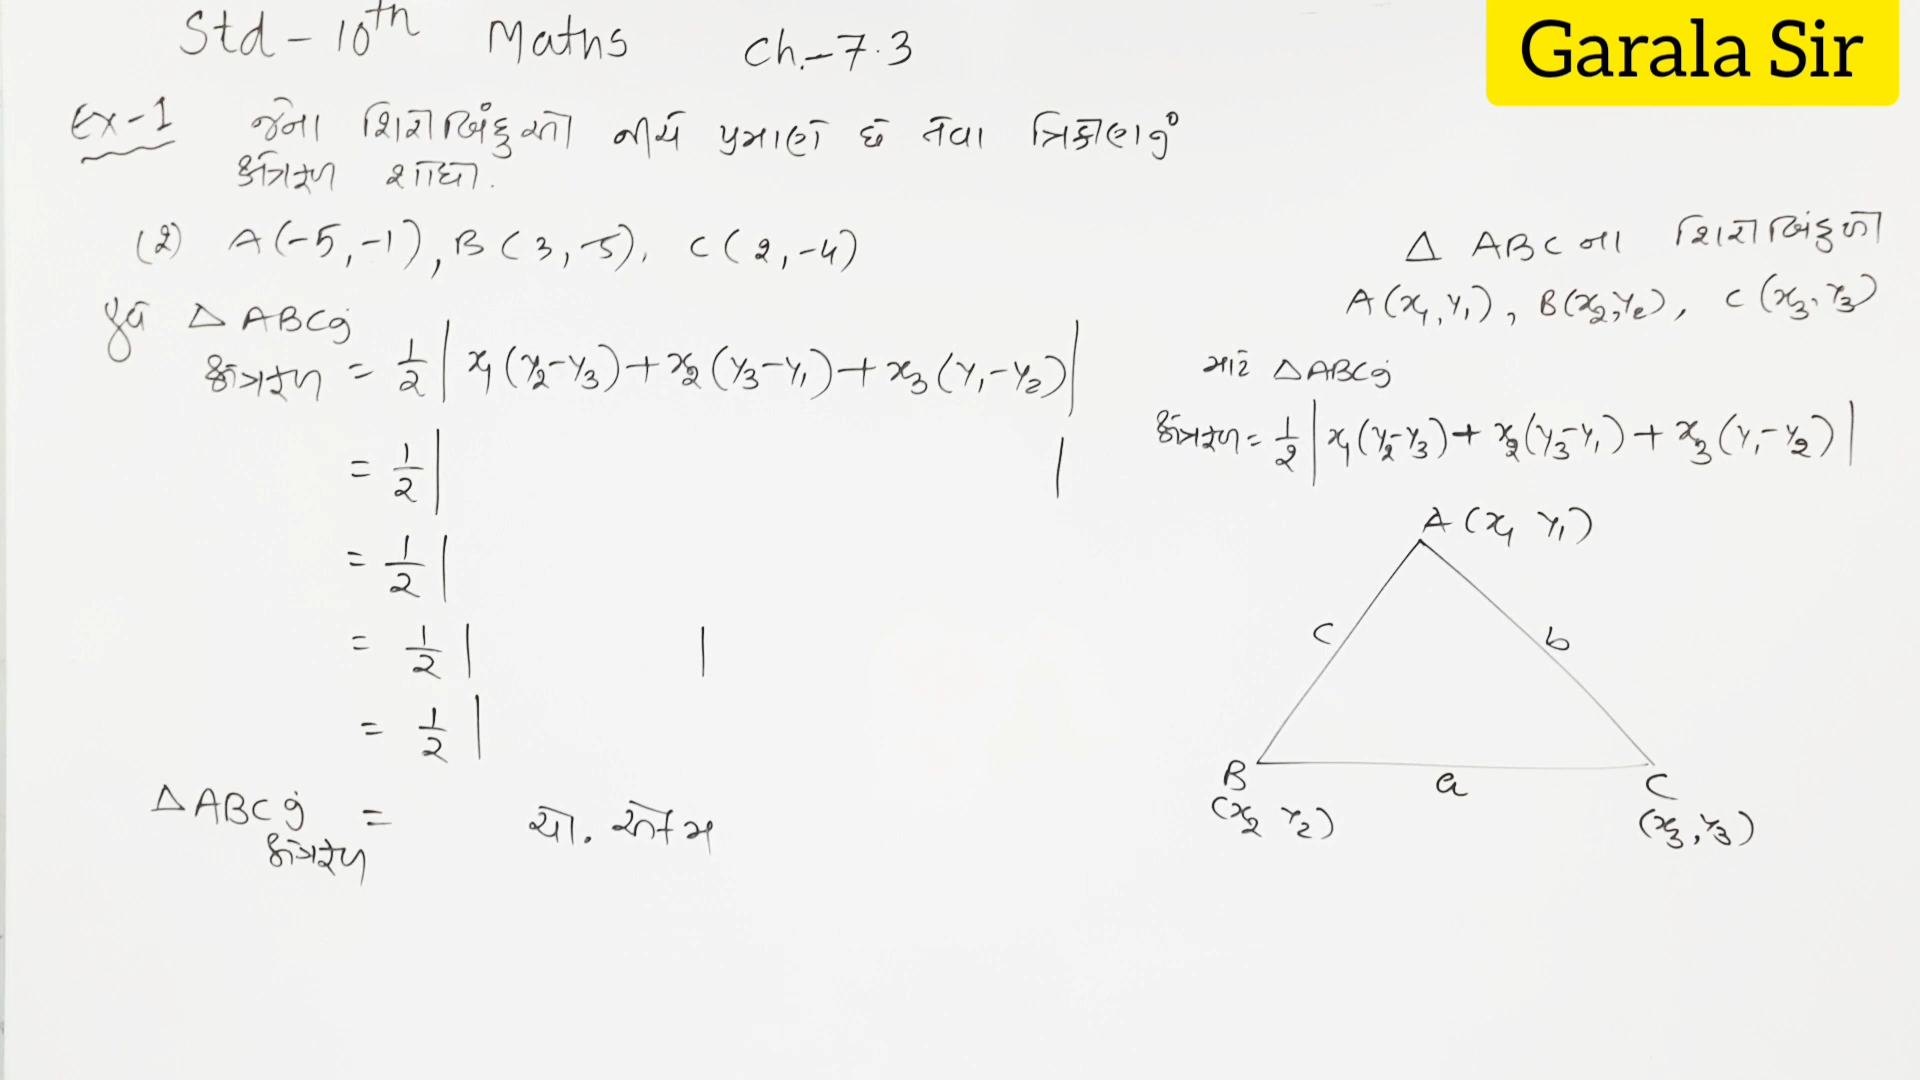 Std - 10th Maths Ch.-7.3
Garala Sir
Ex-1 જેના શિરોબિંદુઓ નીચે પ્રમાણે છે તેવા ત્રિકોણનું
ક્ષેત્રફળ શોધો.
(2) A(-5,-1), B(3,-5), C(2,-4)
હવે △ ABCનું
ક્ષેત્રફળ = 1/2 | x₁(y₂-y₃)+x₂(y₃-y₁)+x₃(y₁-y₂)|
= 1/2 | |
= 1/2 |
= 1/2 | |
= 1/2 |
△ABCનું
ક્ષેત્રફળ = ચો. એકમ
△ ABC ના શિરોબિંદુઓ
A(x₁,y₁), B(x₂,y₂), C(x₃,y₃)
માટે △ABCનું
ક્ષેત્રફળ = 1/2 | x₁(y₂-y₃)+ x₂(y₃-y₁)+ x₃(y₁-y₂)|
A(x₁ y₁)
c b
B a C
(x₂ y₂) (x₃,y₃)